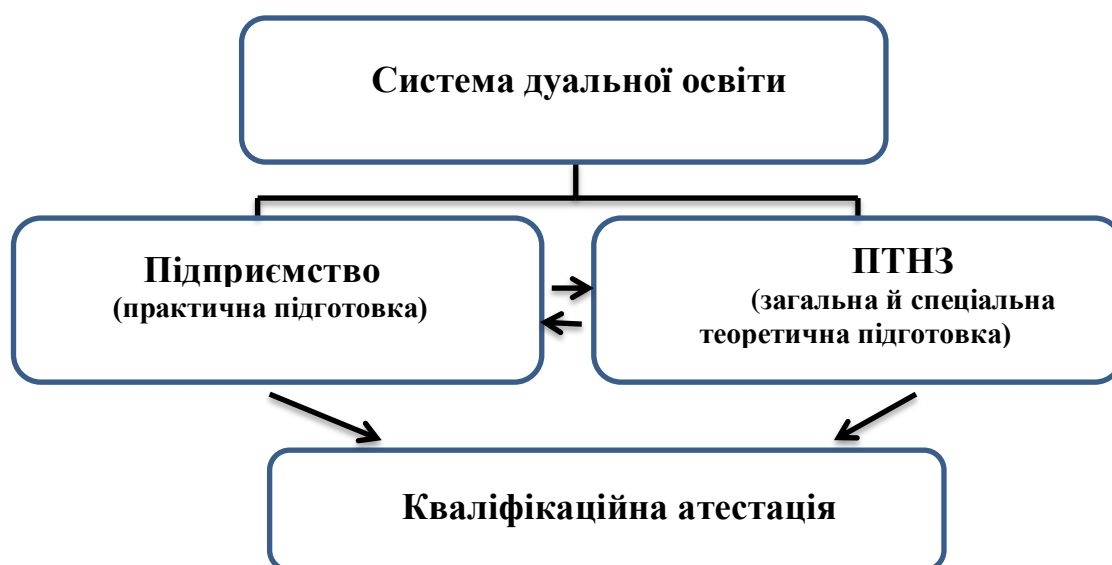 Система дуальної освіти
Підприємство
(практична підготовка)
ПТНЗ
(загальна й спеціальна
теоретична підготовка)
Кваліфікаційна атестація